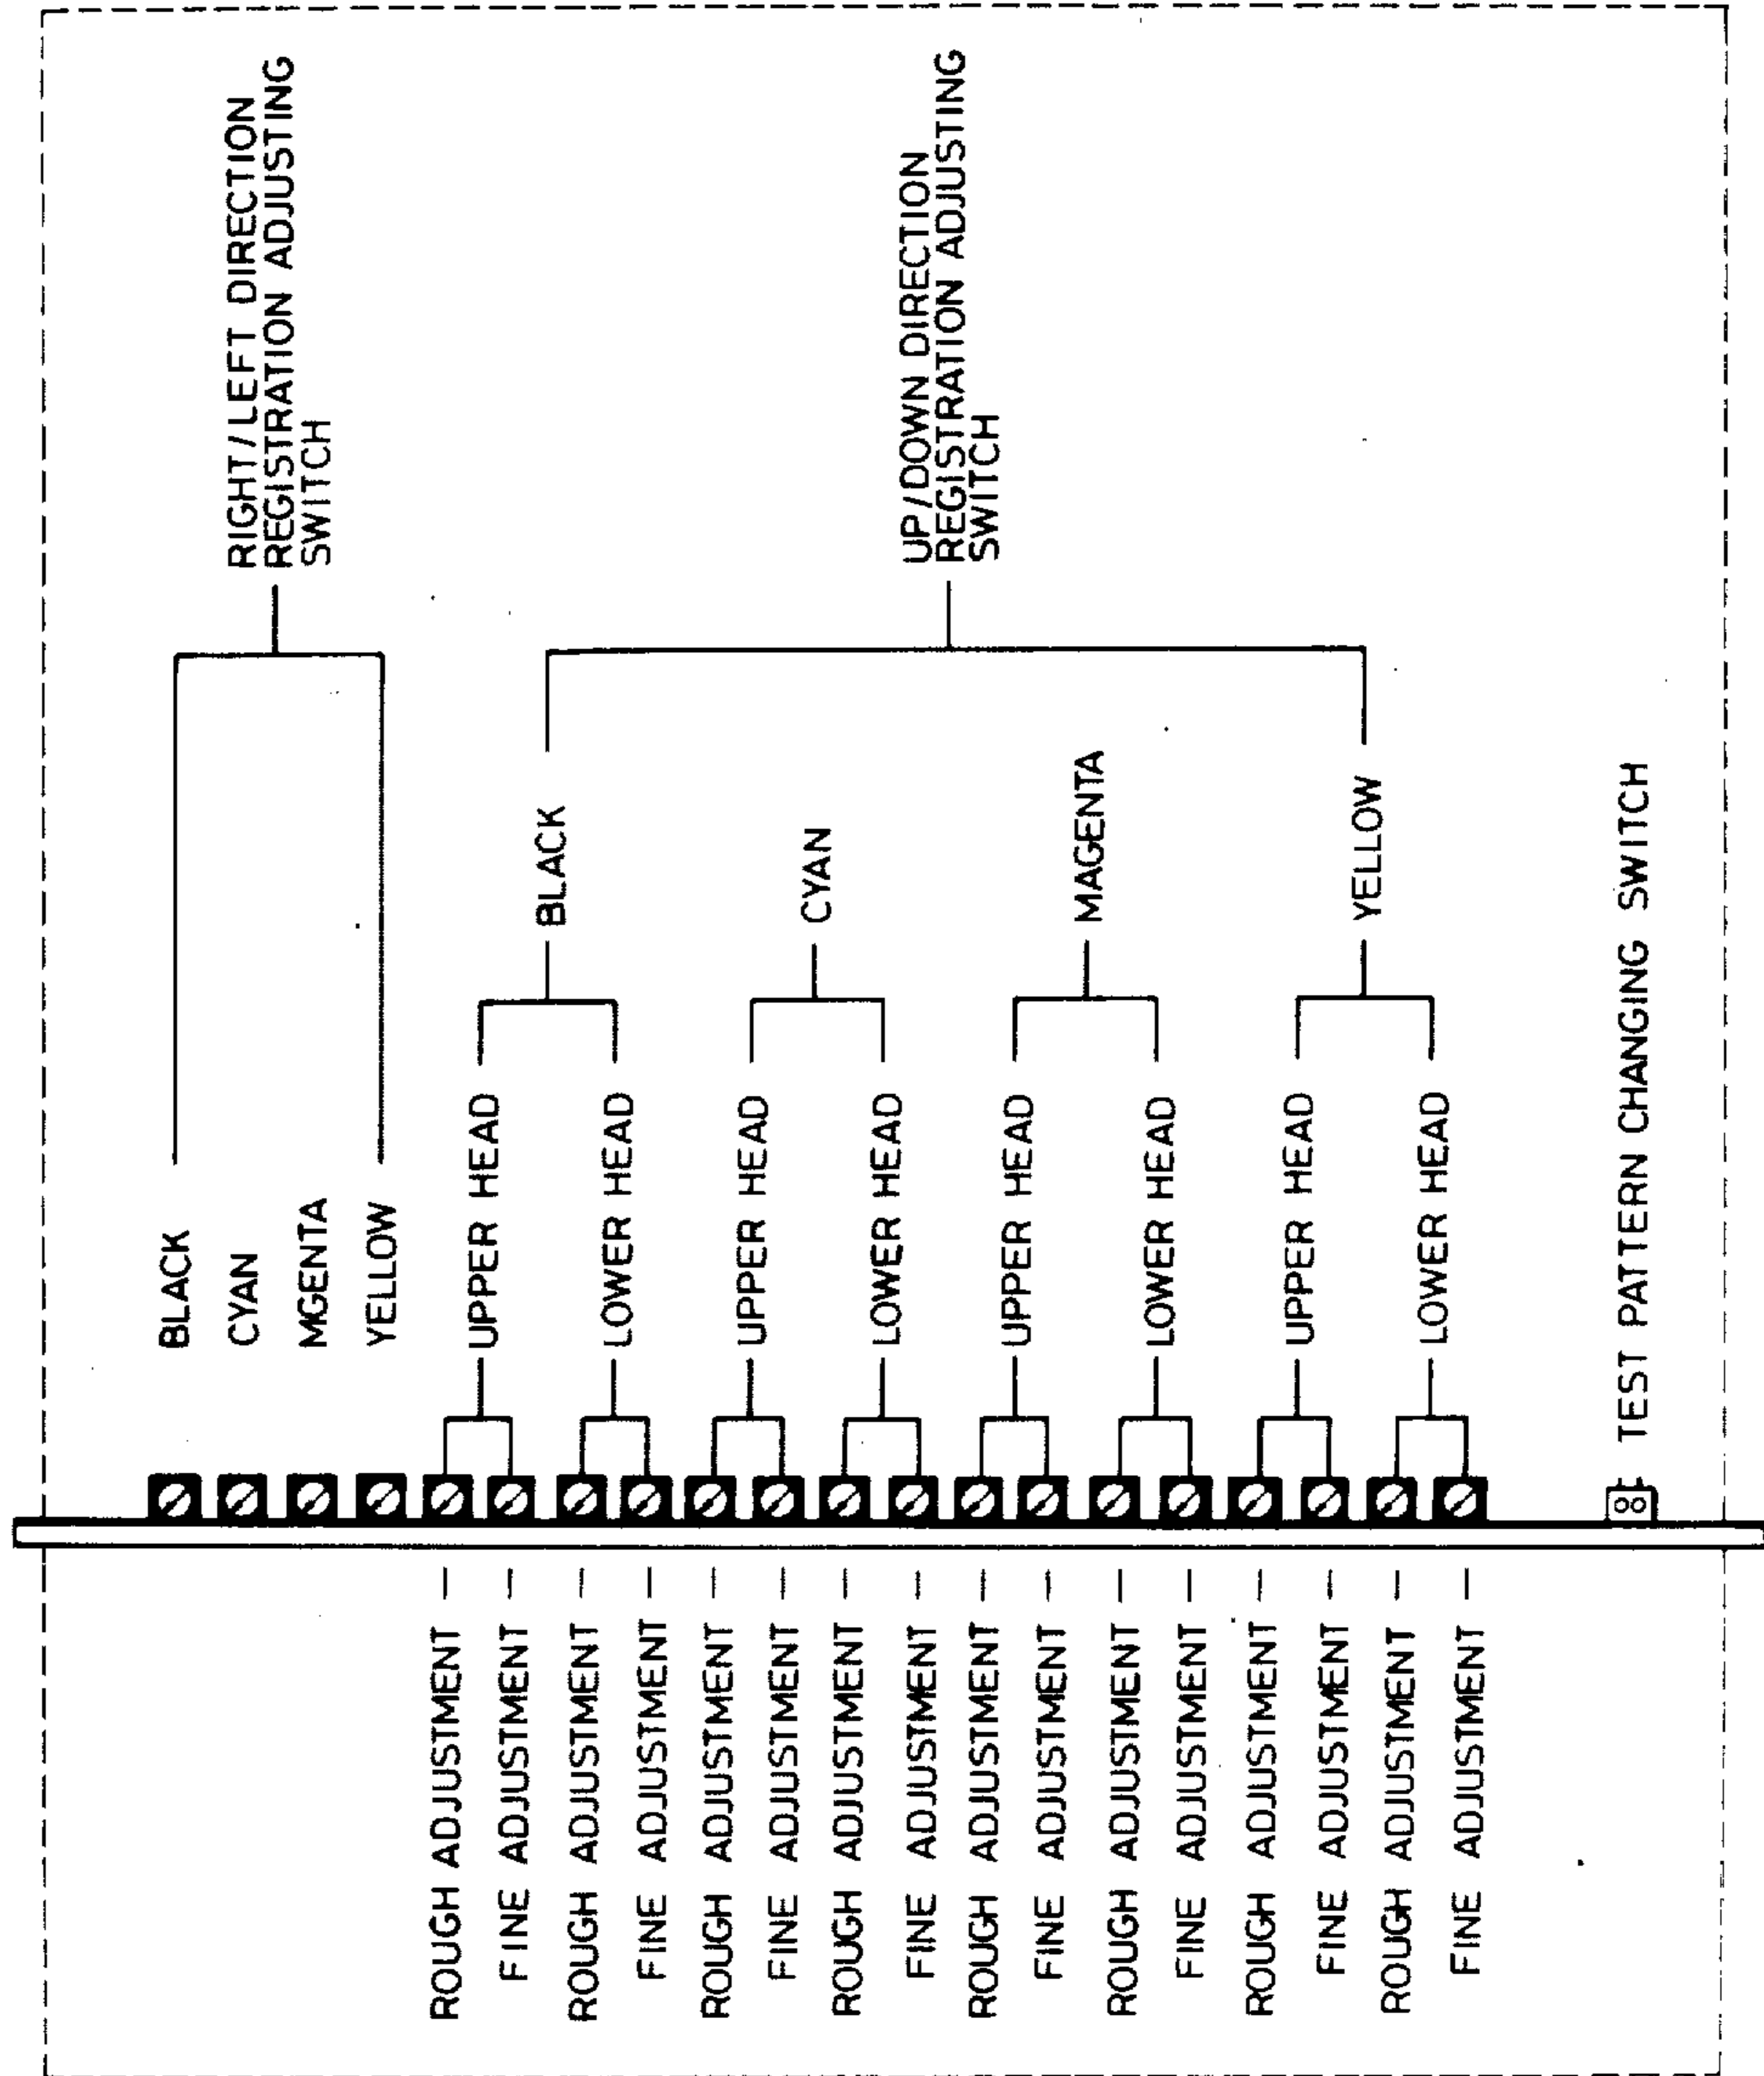 RIGHT/LEFT DIRECTION
REGISTRATION ADJUSTING
SWITCH
UP/DOWN DIRECTION
REGISTRATION ADJUSTING
SWITCH
BLACK
CYAN
MAGENTA
YELLOW
BLACK
CYAN
MGENTA
YELLOW
UPPER HEAD
LOWER HEAD
UPPER HEAD
LOWER HEAD
UPPER HEAD
LOWER HEAD
UPPER HEAD
LOWER HEAD
TEST PATTERN CHANGING SWITCH
ROUGH ADJUSTMENT
FINE ADJUSTMENT
ROUGH ADJUSTMENT
FINE ADJUSTMENT
ROUGH ADJUSTMENT
FINE ADJUSTMENT
ROUGH ADJUSTMENT
FINE ADJUSTMENT
ROUGH ADJUSTMENT
FINE ADJUSTMENT
ROUGH ADJUSTMENT
FINE ADJUSTMENT
ROUGH ADJUSTMENT
FINE ADJUSTMENT
ROUGH ADJUSTMENT
FINE ADJUSTMENT